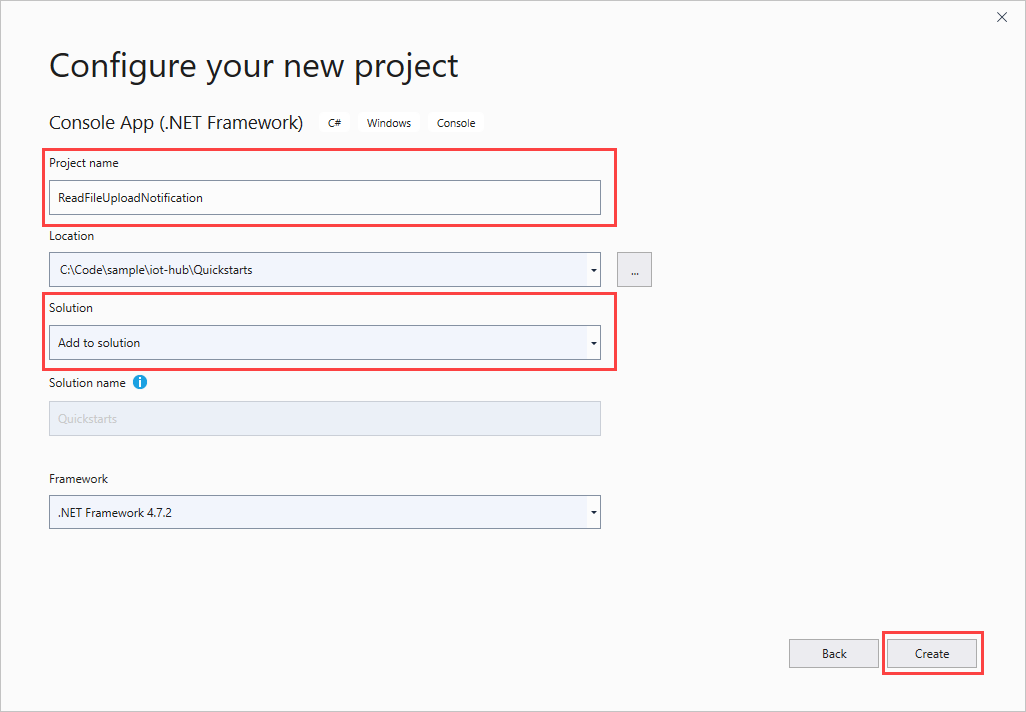 Configure your new project
Console App (.NET Framework) C# Windows Console
Project name
ReadFileUploadNotification
Location
C:\Code\sample\iot-hub\Quickstarts
...
Solution
Add to solution
Solution name i
Quickstarts
Framework
.NET Framework 4.7.2
Back Create